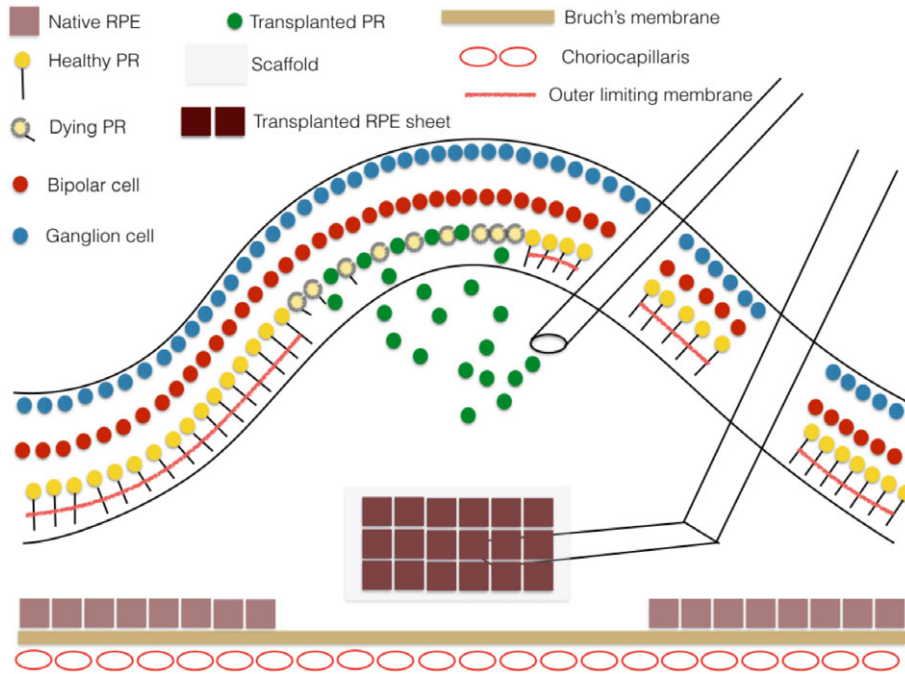 Native RPE
Transplanted PR
Bruch's membrane
Healthy PR
Scaffold
Choriocapillaris
Outer limiting membrane
Dying PR
Transplanted RPE sheet
Bipolar cell
Ganglion cell